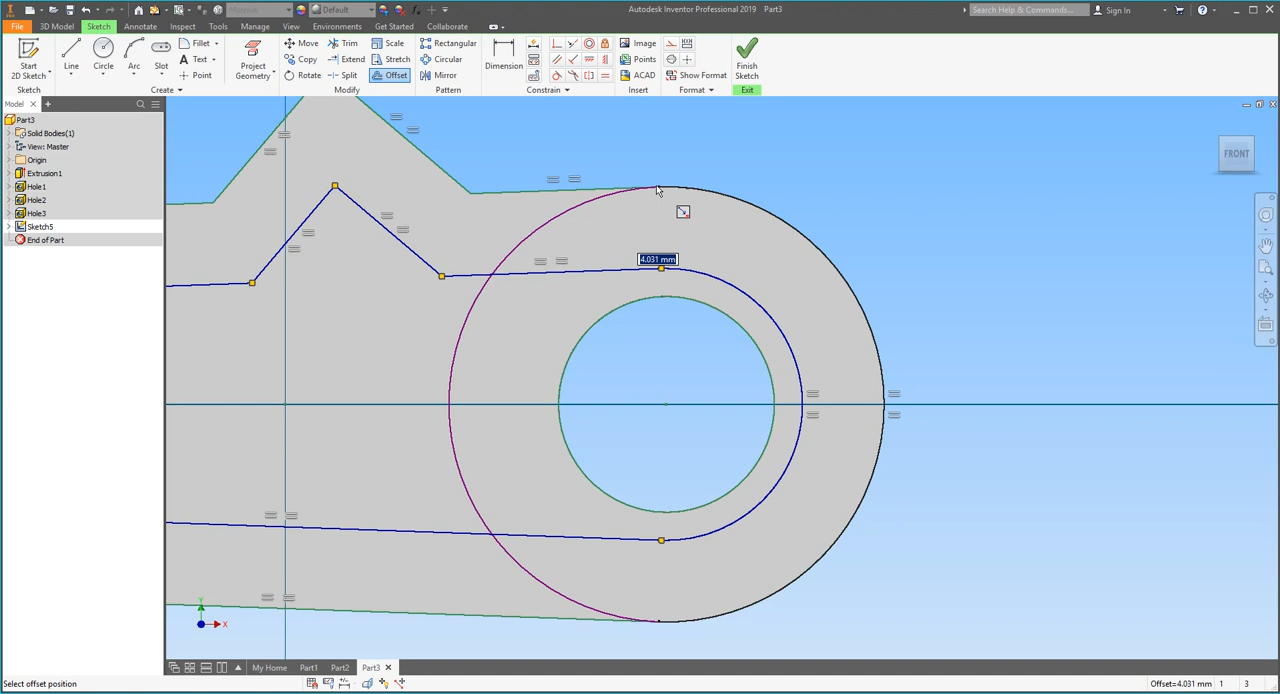 Material
Default
Autodesk Inventor Professional 2019 Part3
Search Help & Commands...
Sign In
File 3D Model Sketch Annotate Inspect Tools Manage View Environments Get Started Collaborate
Start 2D Sketch
Line
Circle
Arc
Slot
Fillet
Text
Point
Project Geometry
Move
Copy
Rotate
Trim
Extend
Split
Scale
Stretch
Offset
Rectangular
Circular
Mirror
Dimension
Image
Points
ACAD
Show Format
Finish Sketch
Sketch
Create
Modify
Pattern
Constrain
Insert
Format
Exit
Model
Part3
Solid Bodies(1)
View: Master
Origin
Extrusion1
Hole1
Hole2
Hole3
Sketch5
End of Part
FRONT
4.031 mm
Y
X
My Home Part1 Part2 Part3
Select offset position
Offset=4.031 mm 1 3